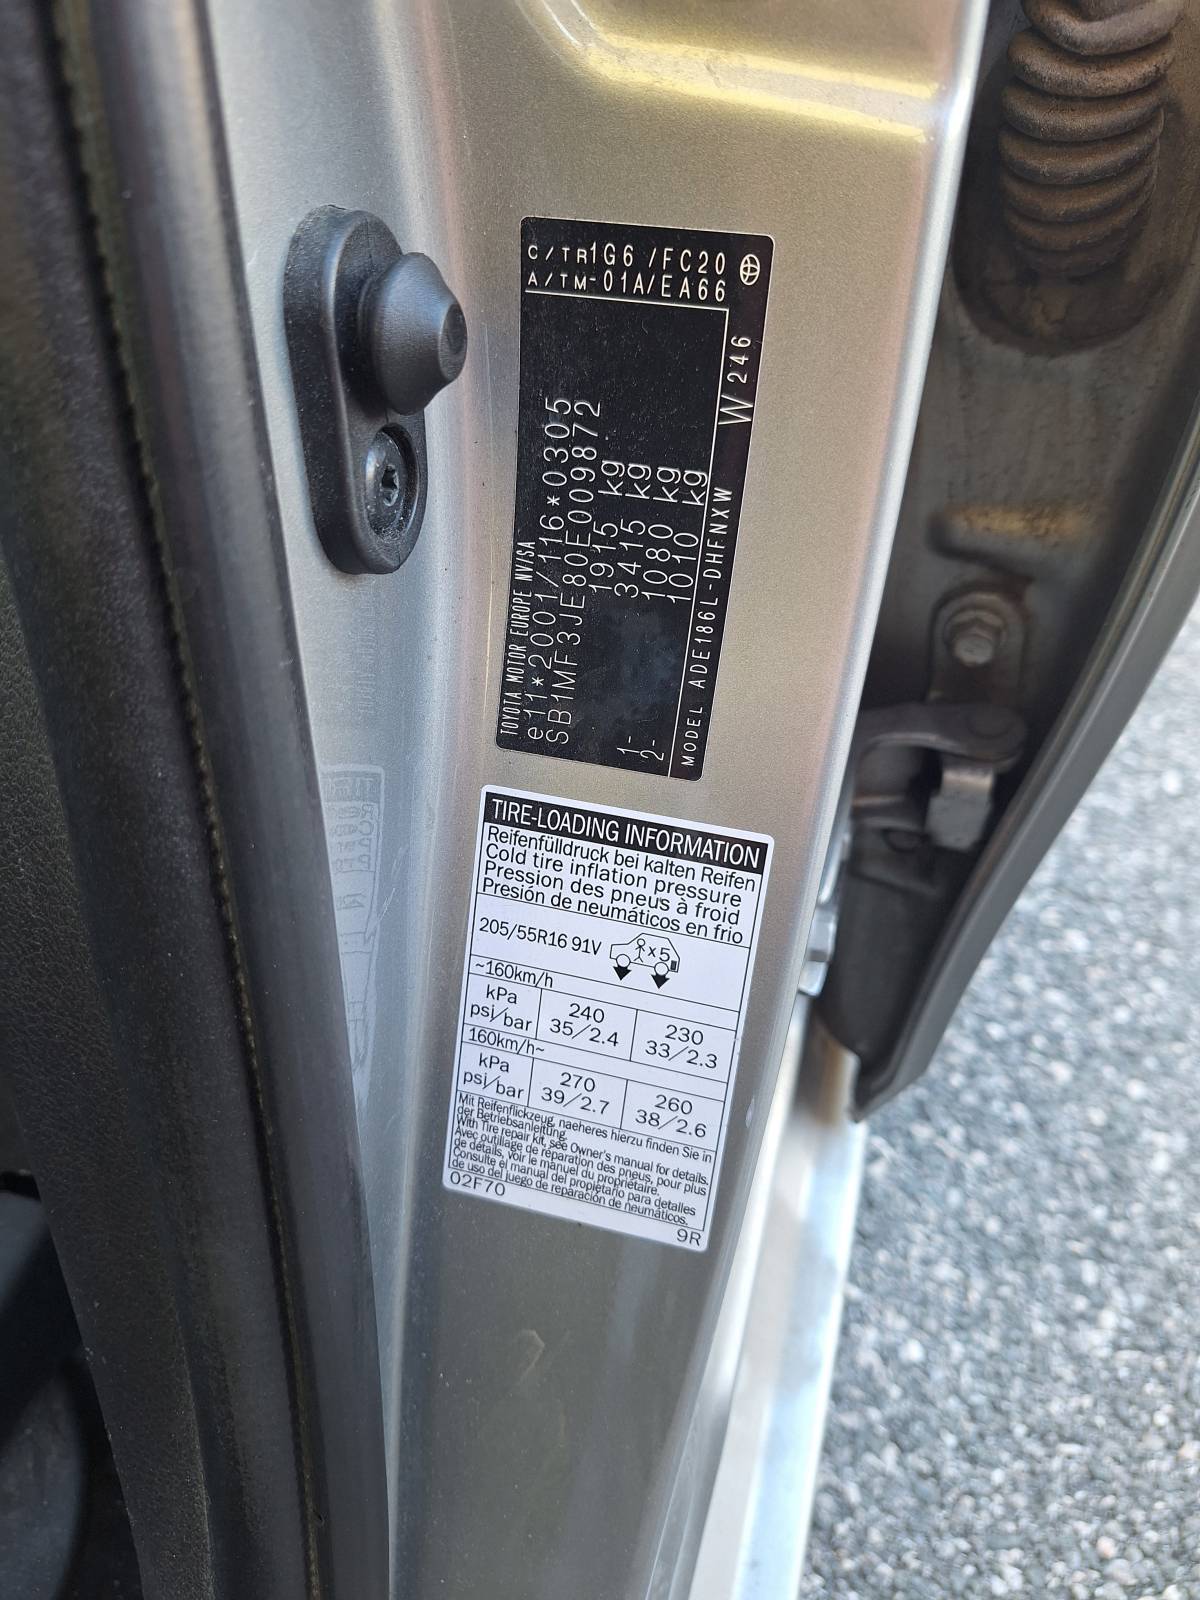 C/TR 1G6 /FC20
A/TM -01A/EA66
TOYOTA MOTOR EUROPE NV/SA
e11*2001/116*0305
SB1MF3JE80E009872
1915 kg
3415 kg
1- 1080 kg
2- 1010 kg
MODEL ADE186L-DHFNXW W 246
TIRE-LOADING INFORMATION
Reifenfülldruck bei kalten Reifen
Cold tire inflation pressure
Pression des pneus à froid
Presión de neumáticos en frio
205/55R16 91V x5
~160km/h
kPa 240 230
psi/bar 35/2.4 33/2.3
160km/h~
kPa 270 260
psi/bar 39/2.7 38/2.6
Mit Reifenflickzeug, naeheres hierzu finden Sie in
der Betriebsanleitung.
With Tire repair kit, see Owner's manual for details.
Avec outillage de réparation des pneus, pour plus
de détails, voir le manuel du propriétaire.
Consulte el manual del propietario para detalles
de uso del juego de reparación de neumáticos.
02F70
9R